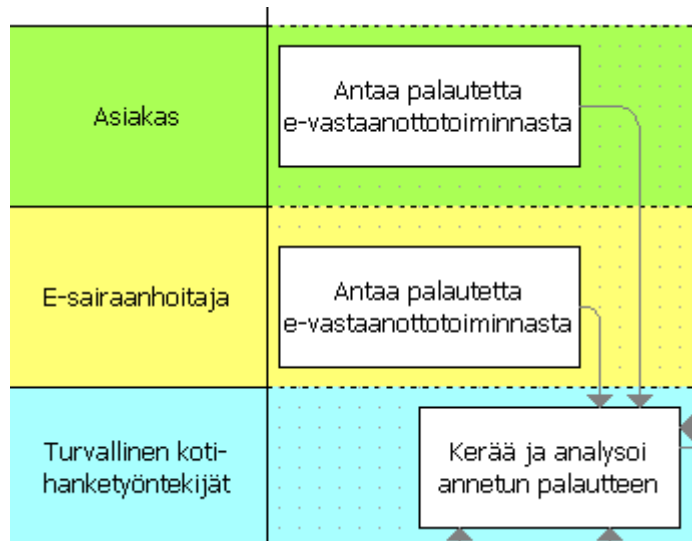 Asiakas
Antaa palautetta
e-vastaanottotoiminnasta
E-sairaanhoitaja
Antaa palautetta
e-vastaanottotoiminnasta
Turvallinen koti-
hanketyöntekijät
Kerää ja analysoi
annetun palautteen